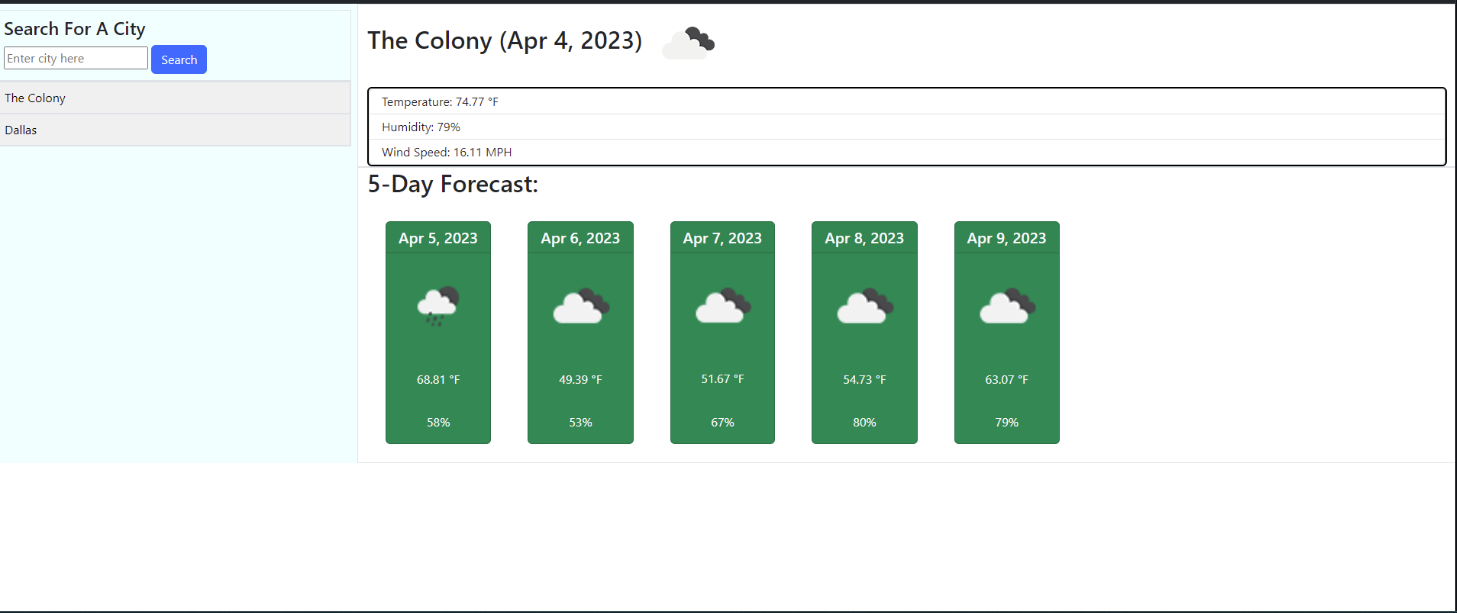 Search For A City
Enter city here
Search
The Colony
Dallas
The Colony (Apr 4, 2023)
Temperature: 74.77 °F
Humidity: 79%
Wind Speed: 16.11 MPH
5-Day Forecast:
Apr 5, 2023
68.81 °F
58%
Apr 6, 2023
49.39 °F
53%
Apr 7, 2023
51.67 °F
67%
Apr 8, 2023
54.73 °F
80%
Apr 9, 2023
63.07 °F
79%